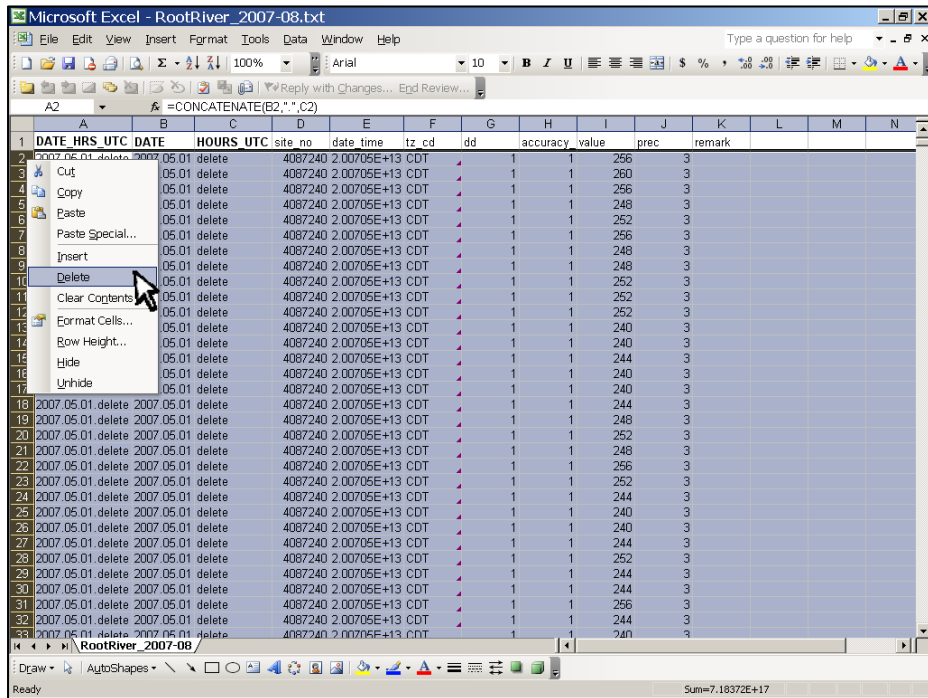 Microsoft Excel - RootRiver_2007-08.txt
File Edit View Insert Format Tools Data Window Help Type a question for help
Σ 100% Arial 10 B I U $ % ,
Reply with Changes... End Review...
A2 fx =CONCATENATE(B2,".",C2)
A B C D E F G H I J K L M N
1 DATE_HRS_UTC DATE HOURS_UTC site_no date_time tz_cd dd accuracy_ value prec remark
2 2007.05.01.delete 2007.05.01 delete 4087240 2.00705E+13 CDT 1 1 256 3
3 .05.01 delete 4087240 2.00705E+13 CDT 1 1 260 3
4 .05.01 delete 4087240 2.00705E+13 CDT 1 1 256 3
5 .05.01 delete 4087240 2.00705E+13 CDT 1 1 248 3
6 .05.01 delete 4087240 2.00705E+13 CDT 1 1 252 3
7 .05.01 delete 4087240 2.00705E+13 CDT 1 1 256 3
8 .05.01 delete 4087240 2.00705E+13 CDT 1 1 248 3
9 .05.01 delete 4087240 2.00705E+13 CDT 1 1 248 3
10 .05.01 delete 4087240 2.00705E+13 CDT 1 1 252 3
11 .05.01 delete 4087240 2.00705E+13 CDT 1 1 252 3
12 .05.01 delete 4087240 2.00705E+13 CDT 1 1 252 3
13 .05.01 delete 4087240 2.00705E+13 CDT 1 1 240 3
14 .05.01 delete 4087240 2.00705E+13 CDT 1 1 240 3
15 .05.01 delete 4087240 2.00705E+13 CDT 1 1 244 3
16 .05.01 delete 4087240 2.00705E+13 CDT 1 1 240 3
17 .05.01 delete 4087240 2.00705E+13 CDT 1 1 240 3
Cut
Copy
Paste
Paste Special...
Insert
Delete
Clear Contents
Format Cells...
Row Height...
Hide
Unhide
18 2007.05.01.delete 2007.05.01 delete 4087240 2.00705E+13 CDT 1 1 244 3
19 2007.05.01.delete 2007.05.01 delete 4087240 2.00705E+13 CDT 1 1 248 3
20 2007.05.01.delete 2007.05.01 delete 4087240 2.00705E+13 CDT 1 1 252 3
21 2007.05.01.delete 2007.05.01 delete 4087240 2.00705E+13 CDT 1 1 248 3
22 2007.05.01.delete 2007.05.01 delete 4087240 2.00705E+13 CDT 1 1 256 3
23 2007.05.01.delete 2007.05.01 delete 4087240 2.00705E+13 CDT 1 1 252 3
24 2007.05.01.delete 2007.05.01 delete 4087240 2.00705E+13 CDT 1 1 244 3
25 2007.05.01.delete 2007.05.01 delete 4087240 2.00705E+13 CDT 1 1 240 3
26 2007.05.01.delete 2007.05.01 delete 4087240 2.00705E+13 CDT 1 1 240 3
27 2007.05.01.delete 2007.05.01 delete 4087240 2.00705E+13 CDT 1 1 244 3
28 2007.05.01.delete 2007.05.01 delete 4087240 2.00705E+13 CDT 1 1 252 3
29 2007.05.01.delete 2007.05.01 delete 4087240 2.00705E+13 CDT 1 1 244 3
30 2007.05.01.delete 2007.05.01 delete 4087240 2.00705E+13 CDT 1 1 244 3
31 2007.05.01.delete 2007.05.01 delete 4087240 2.00705E+13 CDT 1 1 256 3
32 2007.05.01.delete 2007.05.01 delete 4087240 2.00705E+13 CDT 1 1 244 3
33 2007.05.01.delete 2007.05.01 delete 4087240 2.00705E+13 CDT 1 1 240 3
RootRiver_2007-08
Draw AutoShapes A
Ready Sum=7.18372E+17